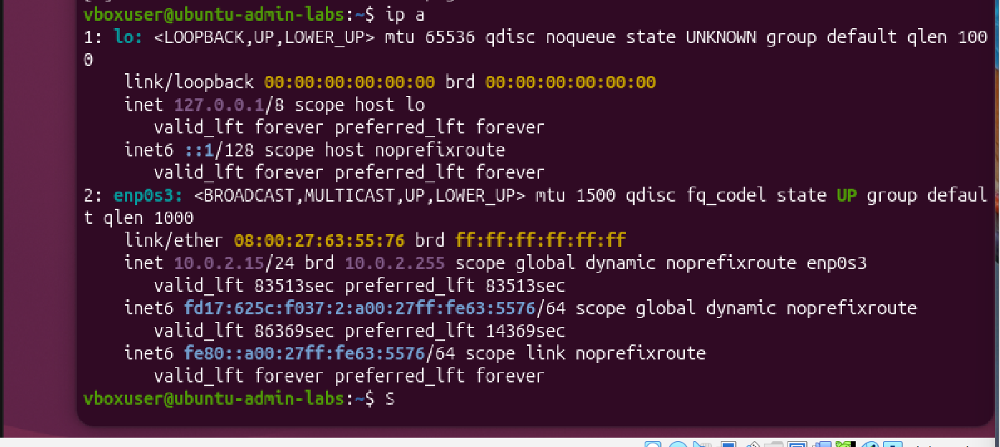 vboxuser@ubuntu-admin-labs:~$ ip a
1: lo: <LOOPBACK,UP,LOWER_UP> mtu 65536 qdisc noqueue state UNKNOWN group default qlen 100
0
    link/loopback 00:00:00:00:00:00 brd 00:00:00:00:00:00
    inet 127.0.0.1/8 scope host lo
       valid_lft forever preferred_lft forever
    inet6 ::1/128 scope host noprefixroute
       valid_lft forever preferred_lft forever
2: enp0s3: <BROADCAST,MULTICAST,UP,LOWER_UP> mtu 1500 qdisc fq_codel state UP group defaul
t qlen 1000
    link/ether 08:00:27:63:55:76 brd ff:ff:ff:ff:ff:ff
    inet 10.0.2.15/24 brd 10.0.2.255 scope global dynamic noprefixroute enp0s3
       valid_lft 83513sec preferred_lft 83513sec
    inet6 fd17:625c:f037:2:a00:27ff:fe63:5576/64 scope global dynamic noprefixroute
       valid_lft 86369sec preferred_lft 14369sec
    inet6 fe80::a00:27ff:fe63:5576/64 scope link noprefixroute
       valid_lft forever preferred_lft forever
vboxuser@ubuntu-admin-labs:~$ S